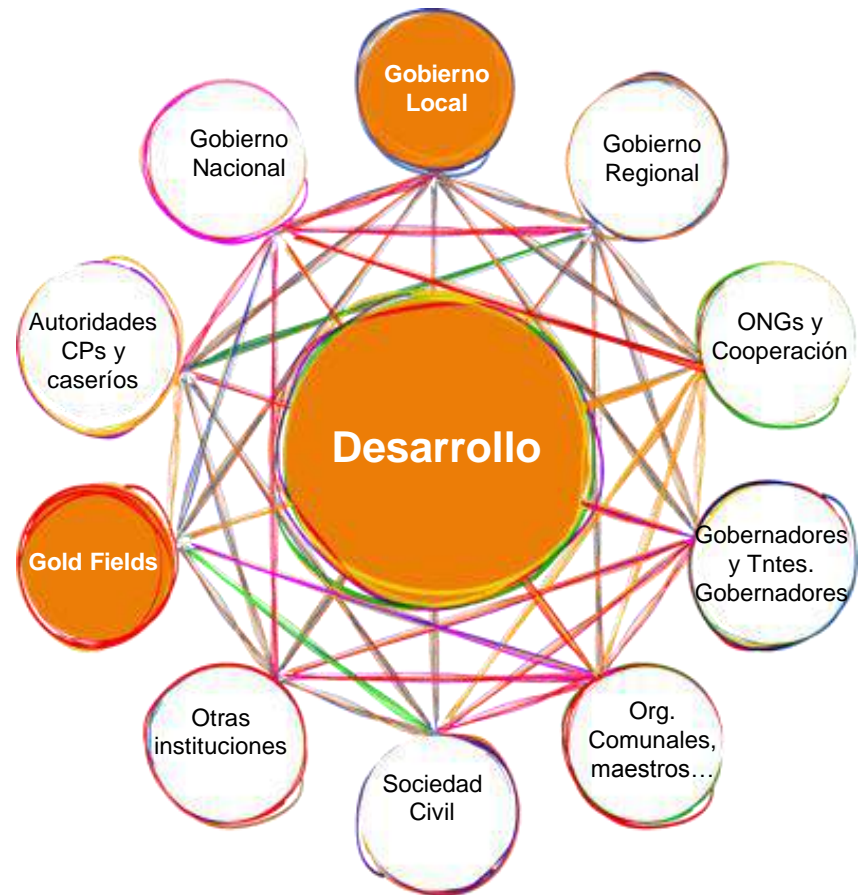 Gobierno
Local
Gobierno
Regional
ONGs y
Cooperación
Gobernadores
y Tntes.
Gobernadores
Org.
Comunales,
maestros…
Sociedad
Civil
Otras
instituciones
Gold Fields
Autoridades
CPs y
caseríos
Gobierno
Nacional
Desarrollo